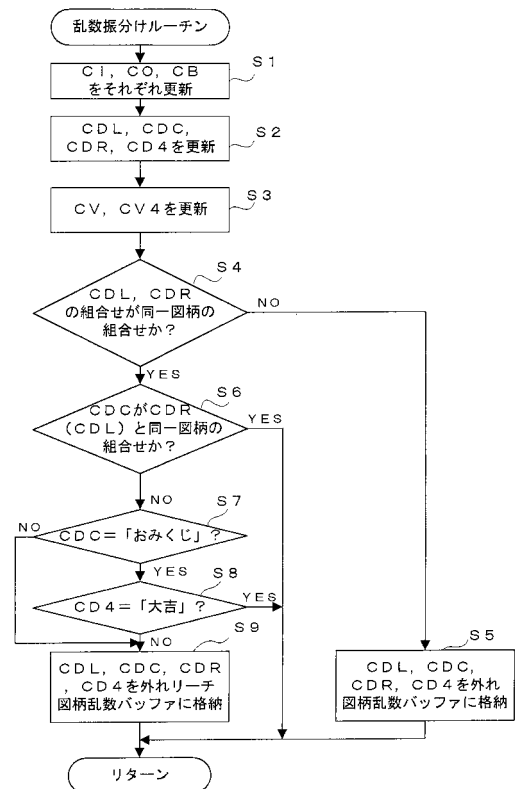 乱数振分けルーチン
S1
CI, CO, CB
をそれぞれ更新
S2
CDL, CDC,
CDR, CD4を更新
S3
CV, CV4を更新
S4
CDL, CDR
の組合せが同一図柄の
組合せか?
NO
YES
S6
CDCがCDR
(CDL)と同一図柄の
組合せか?
YES
NO
S7
NO
CDC=「おみくじ」?
YES
S8
CD4=「大吉」?
YES
NO
S9
CDL, CDC, CDR
, CD4を外れリーチ
図柄乱数バッファに格納
S5
CDL, CDC,
CDR, CD4を外れ
図柄乱数バッファに格納
リターン